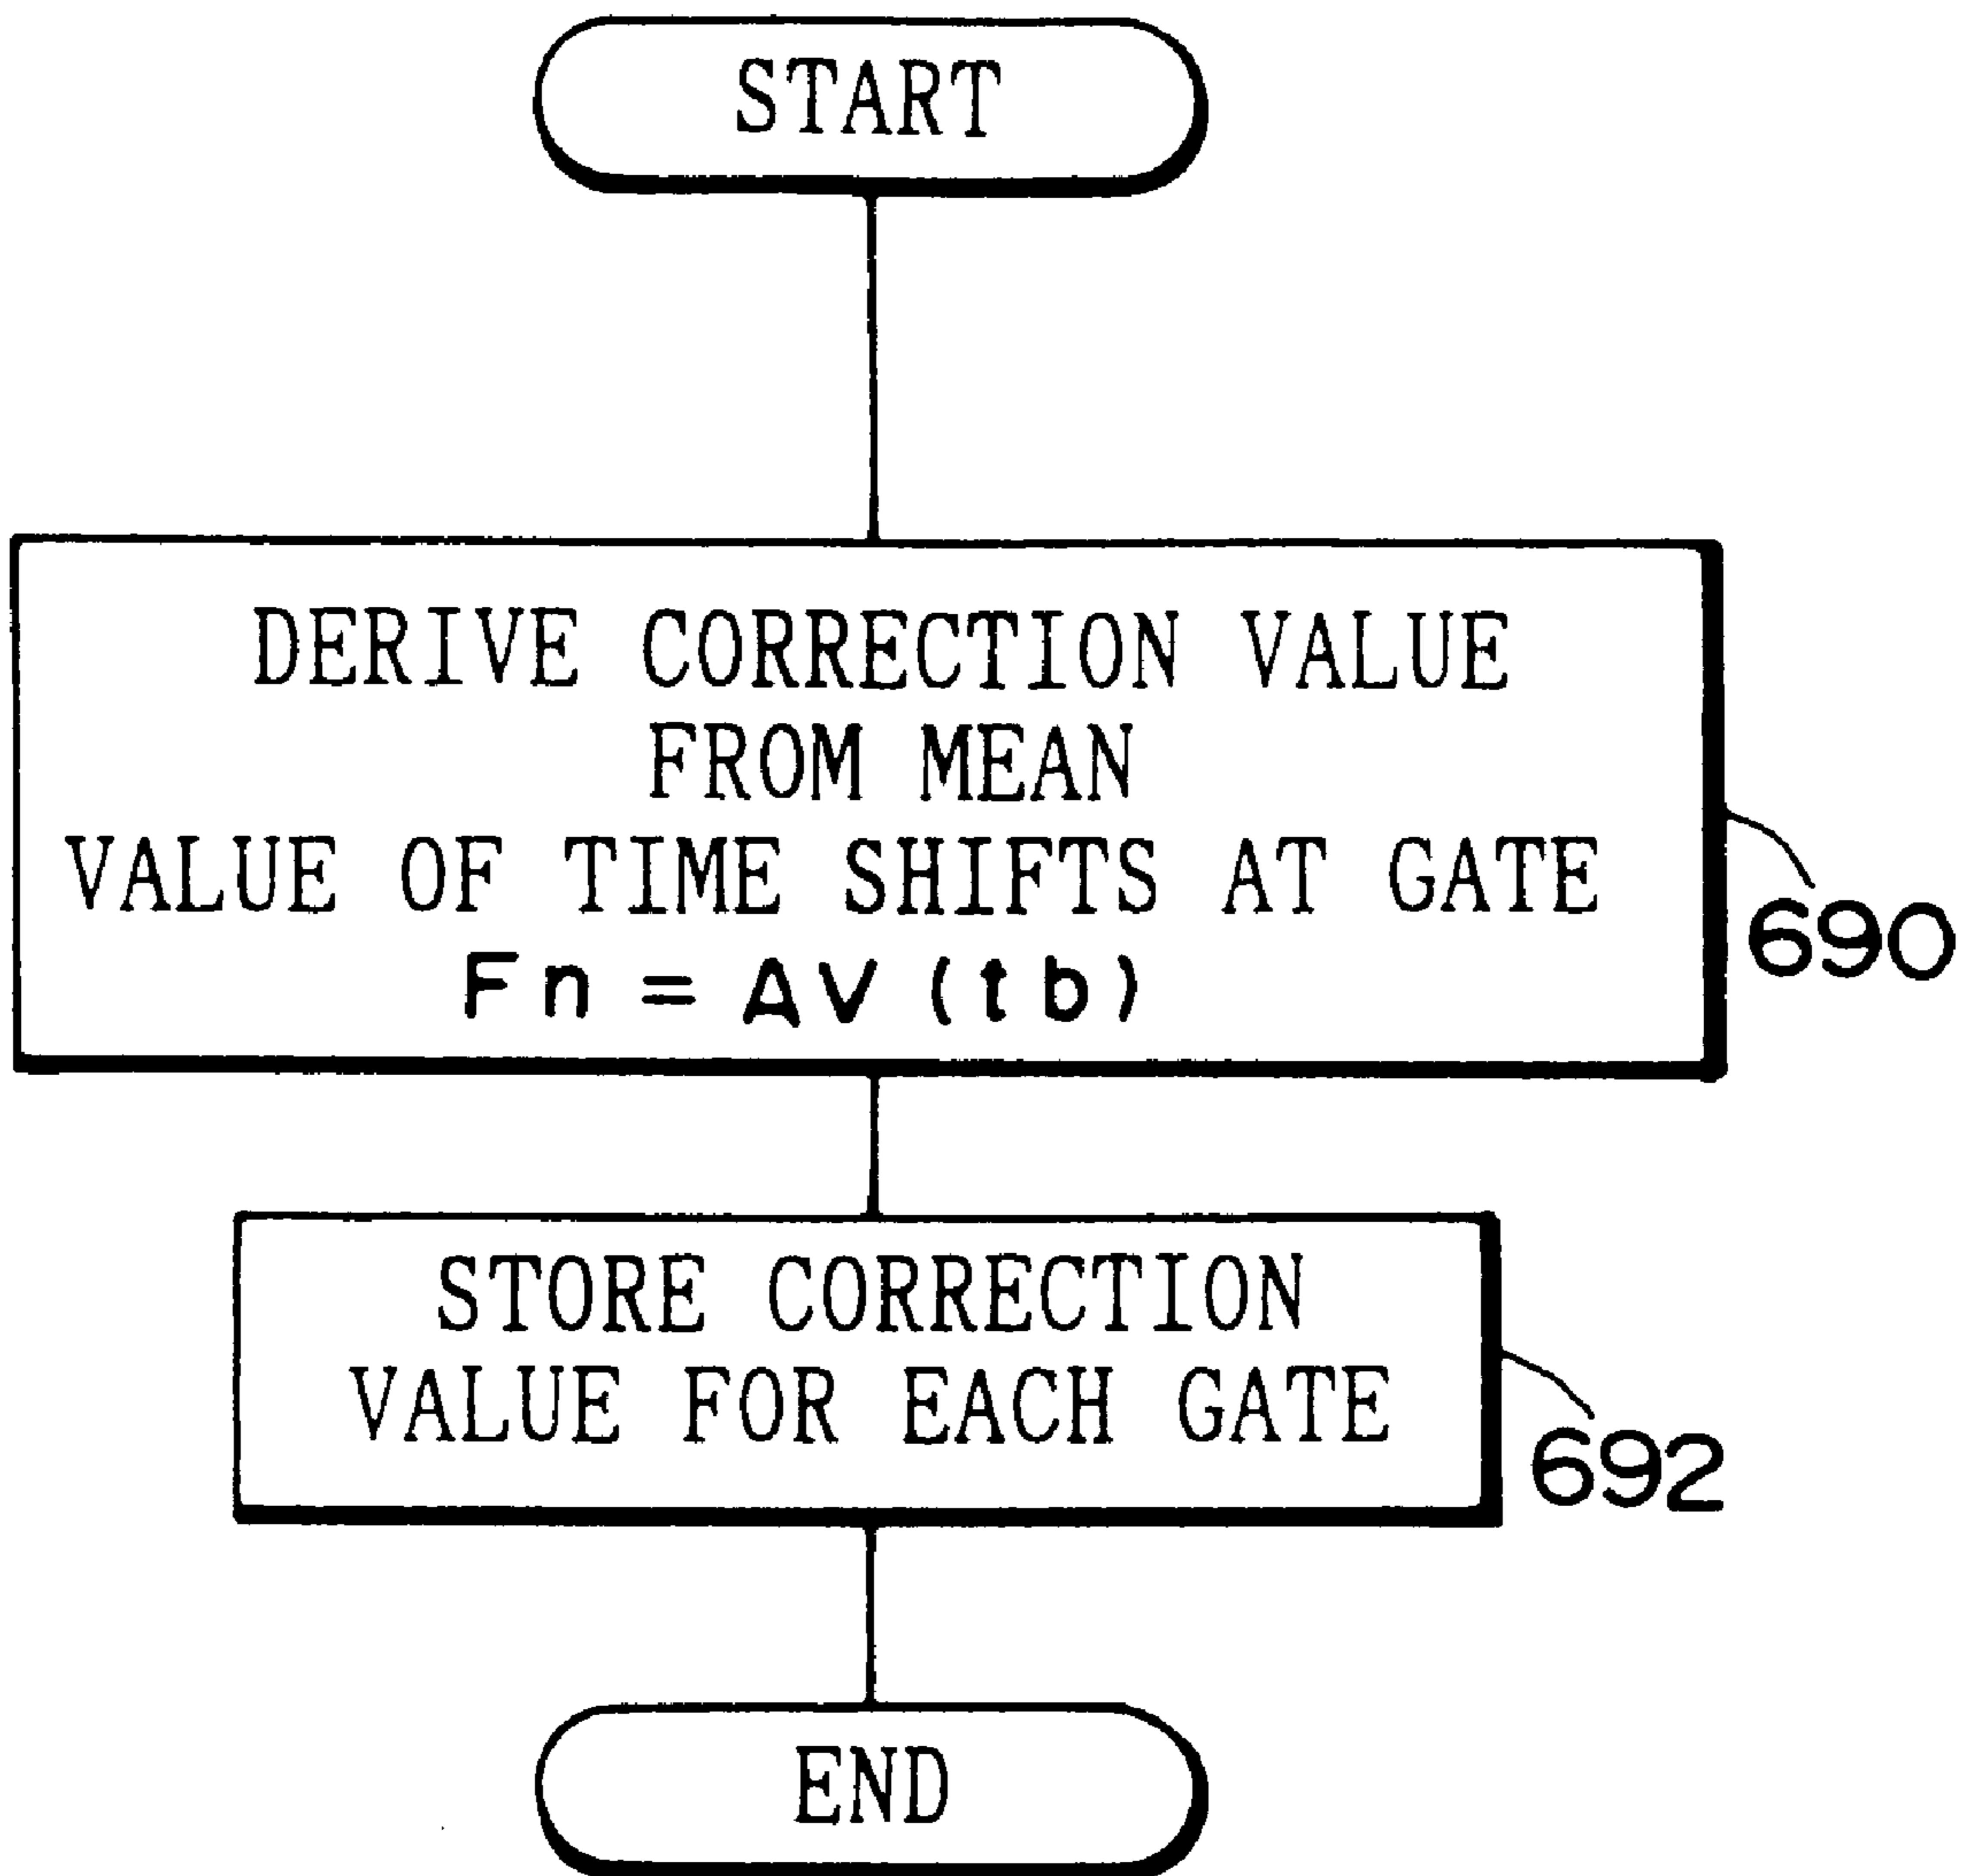 START
DERIVE CORRECTION VALUE
FROM MEAN
VALUE OF TIME SHIFTS AT GATE
Fn = AV (tb)
690
STORE CORRECTION
VALUE FOR EACH GATE
692
END